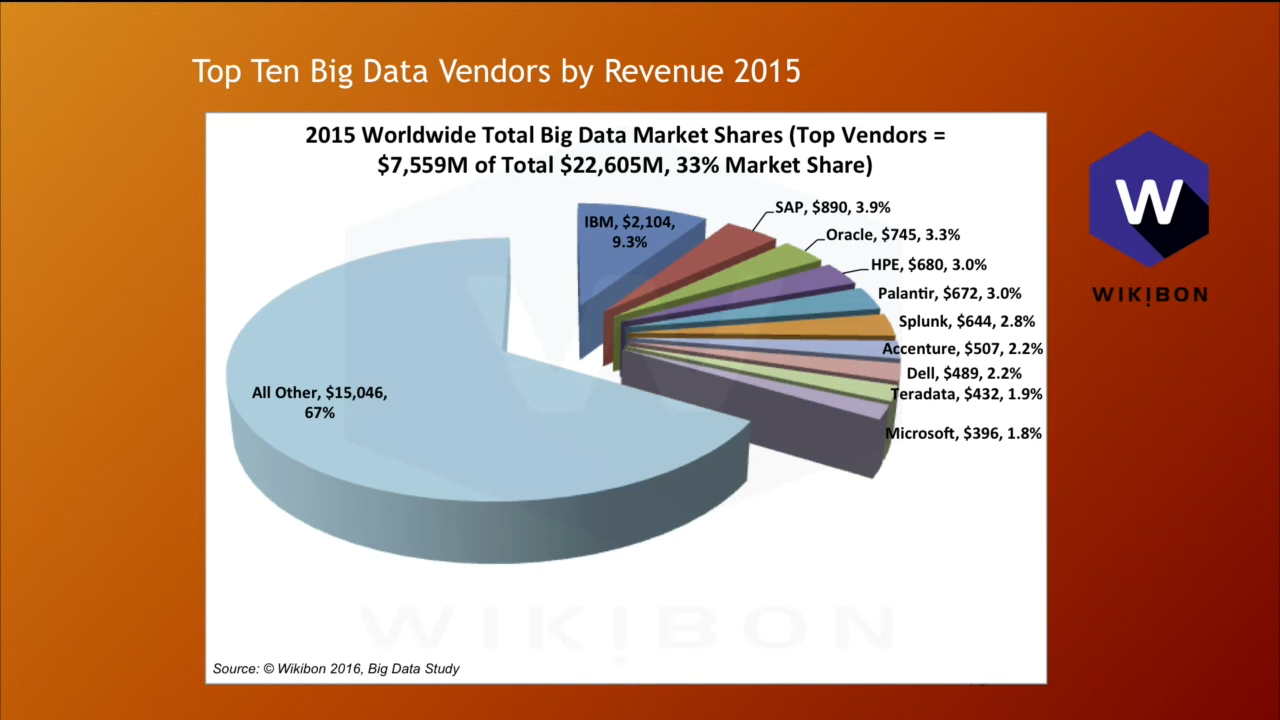 Top Ten Big Data Vendors by Revenue 2015
2015 Worldwide Total Big Data Market Shares (Top Vendors =
$7,559M of Total $22,605M, 33% Market Share)
IBM, $2,104,
9.3%
SAP, $890, 3.9%
Oracle, $745, 3.3%
HPE, $680, 3.0%
Palantir, $672, 3.0%
Splunk, $644, 2.8%
Accenture, $507, 2.2%
Dell, $489, 2.2%
Teradata, $432, 1.9%
Microsoft, $396, 1.8%
All Other, $15,046,
67%
W
WIK!BON
W
WIK!BON
Source: © Wikibon 2016, Big Data Study